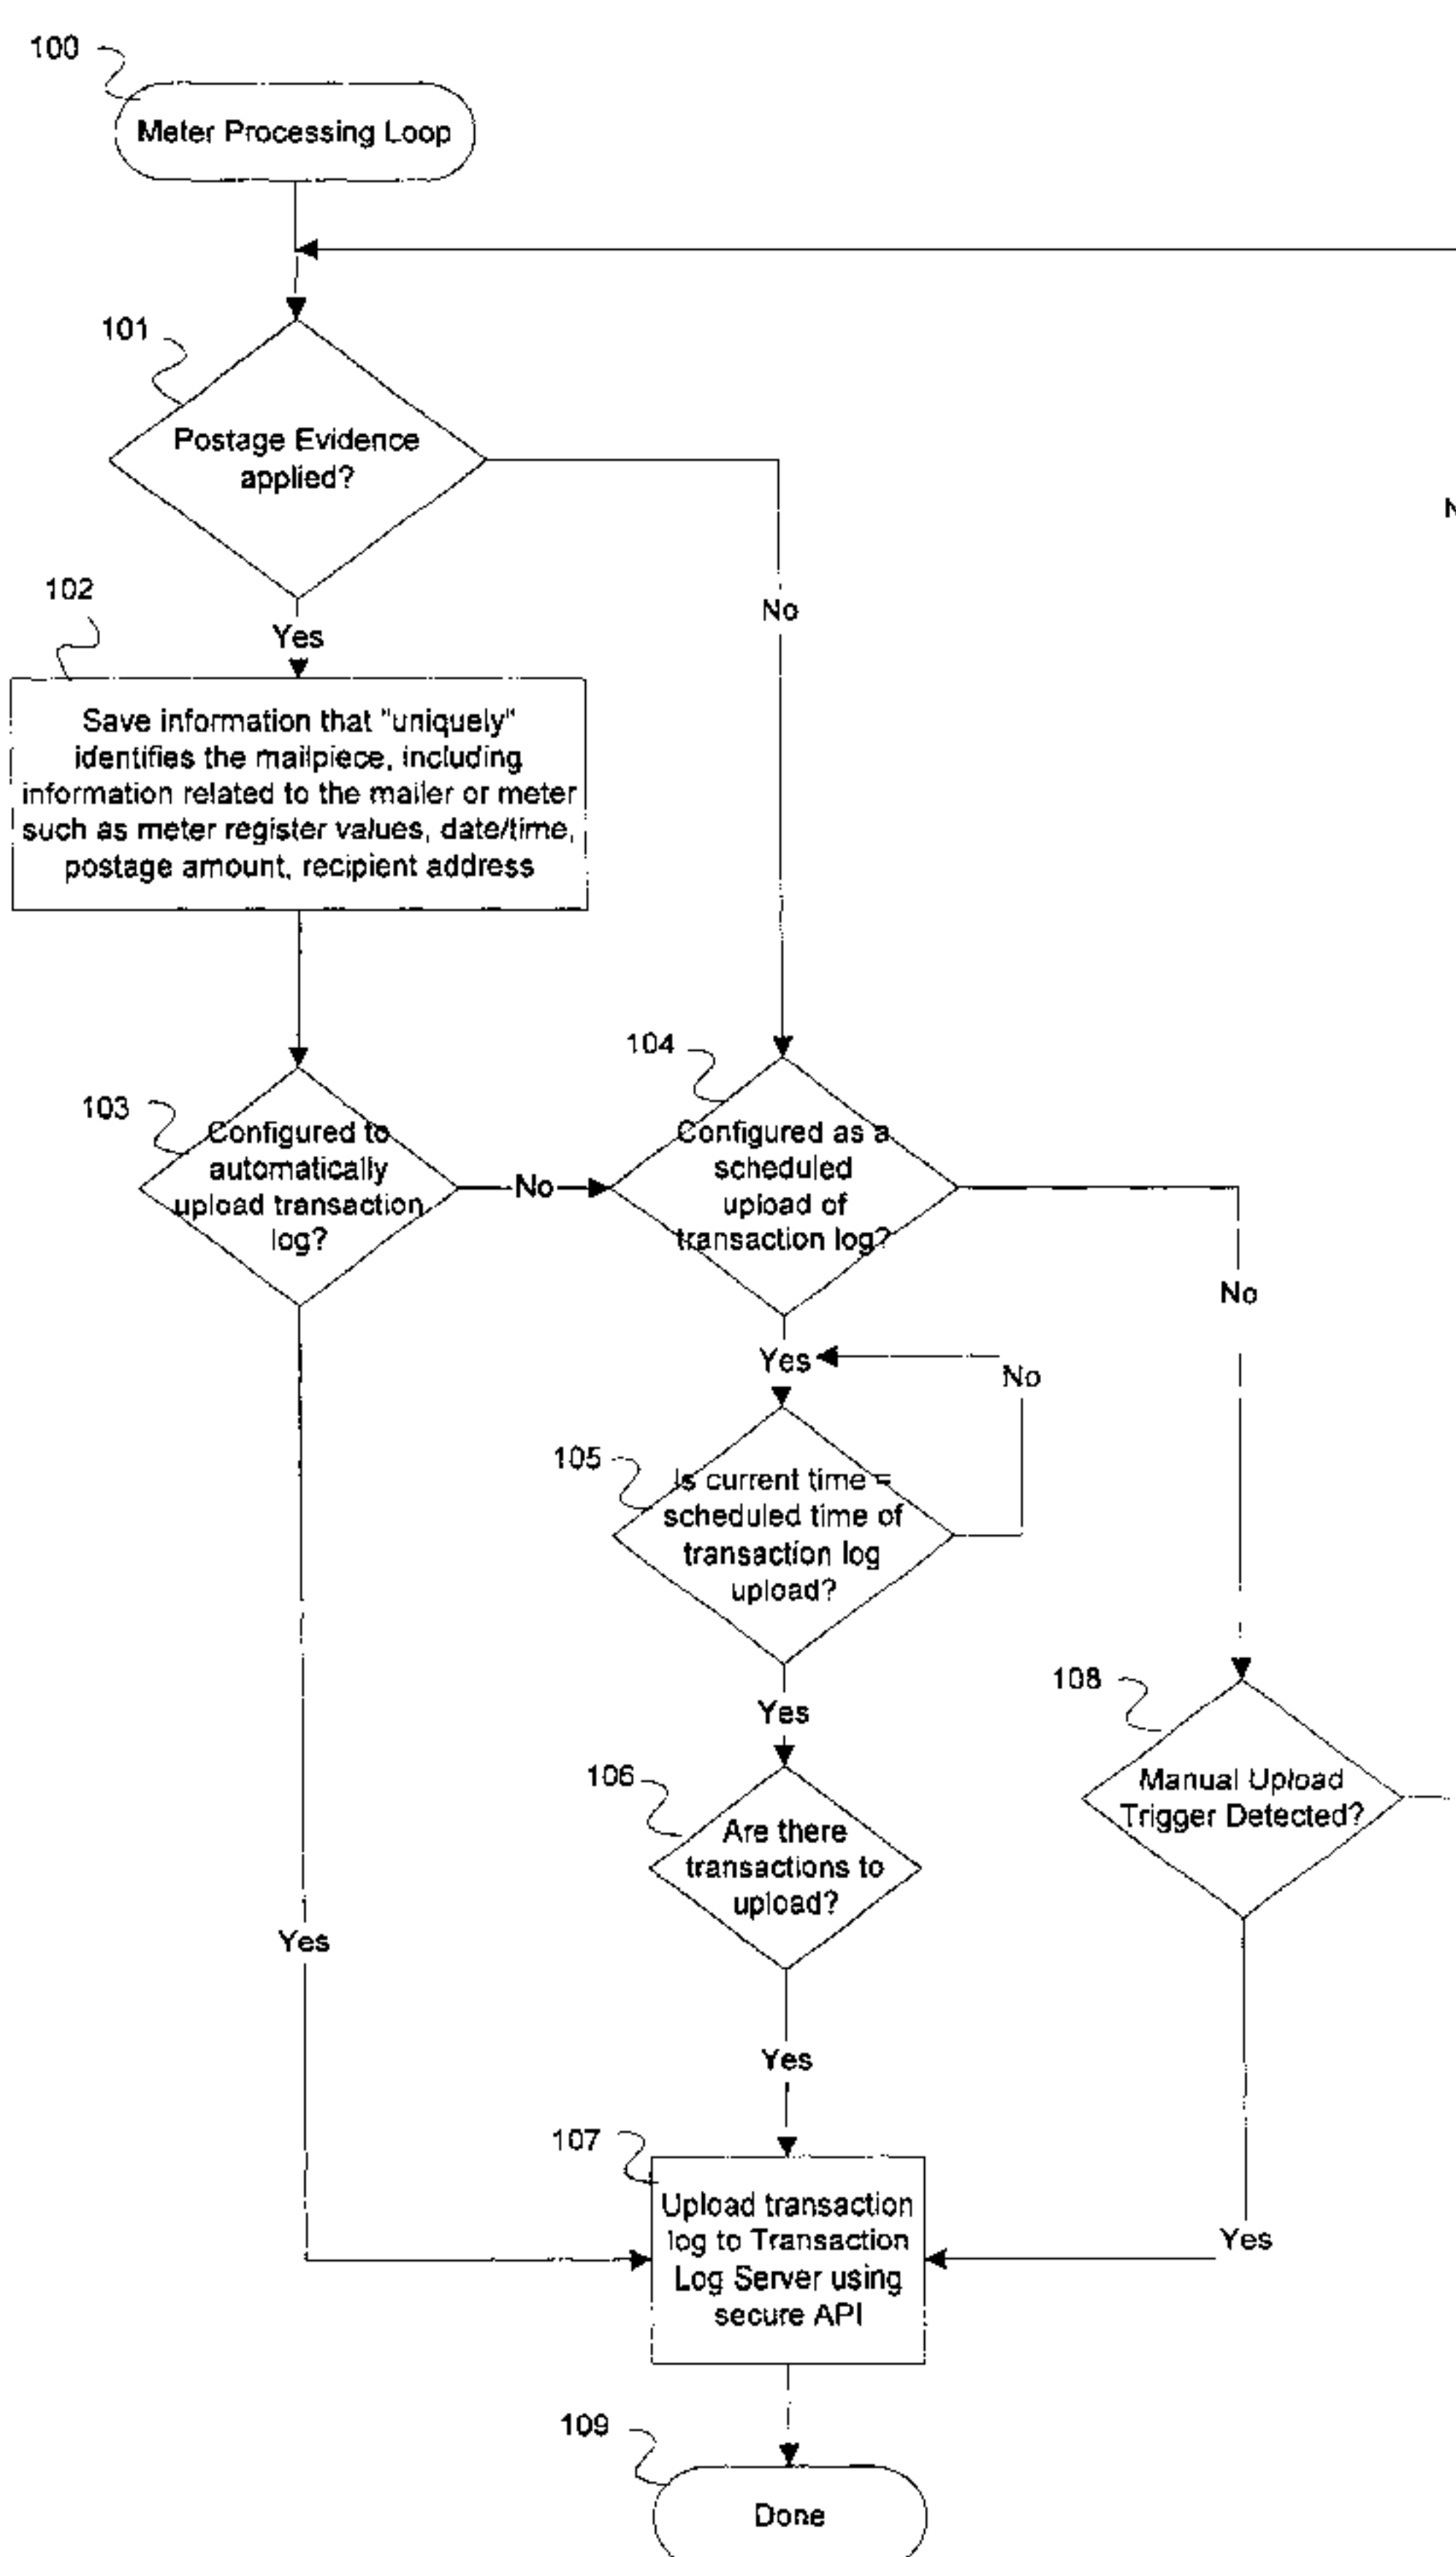 100
Meter Processing Loop
101
Postage Evidence
applied?
No
102
Yes
Save information that "uniquely"
identifies the mailpiece, including
information related to the mailer or meter
such as meter register values, date/time,
postage amount, recipient address
103
Configured to
automatically
upload transaction
log?
No
104
Configured as a
scheduled
upload of
transaction log?
No
Yes
No
105
Is current time =
scheduled time of
transaction log
upload?
Yes
106
Are there
transactions to
upload?
108
Manual Upload
Trigger Detected?
Yes
Yes
Yes
107
Upload transaction
log to Transaction
Log Server using
secure API
109
Done